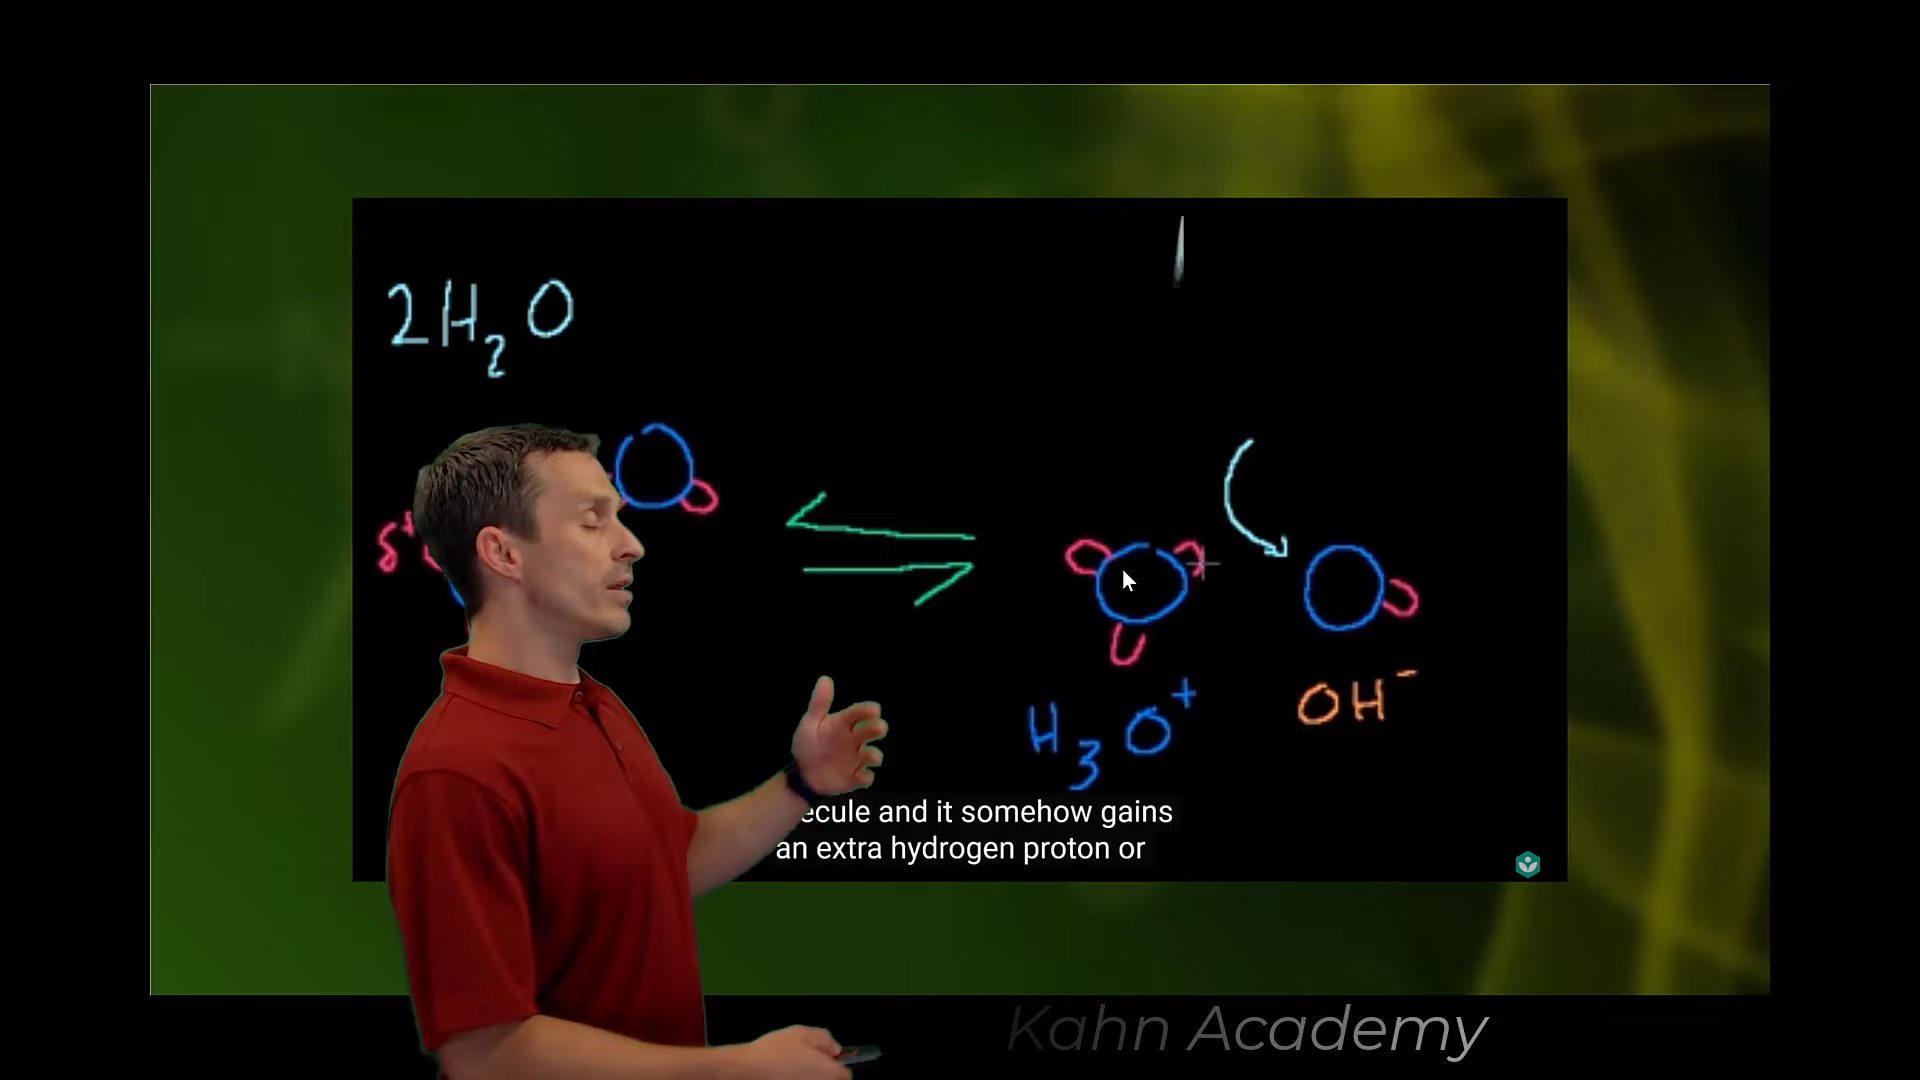 2H₂O
δ+
H₃O⁺
OH⁻
ecule and it somehow gains
an extra hydrogen proton or
Kahn Academy